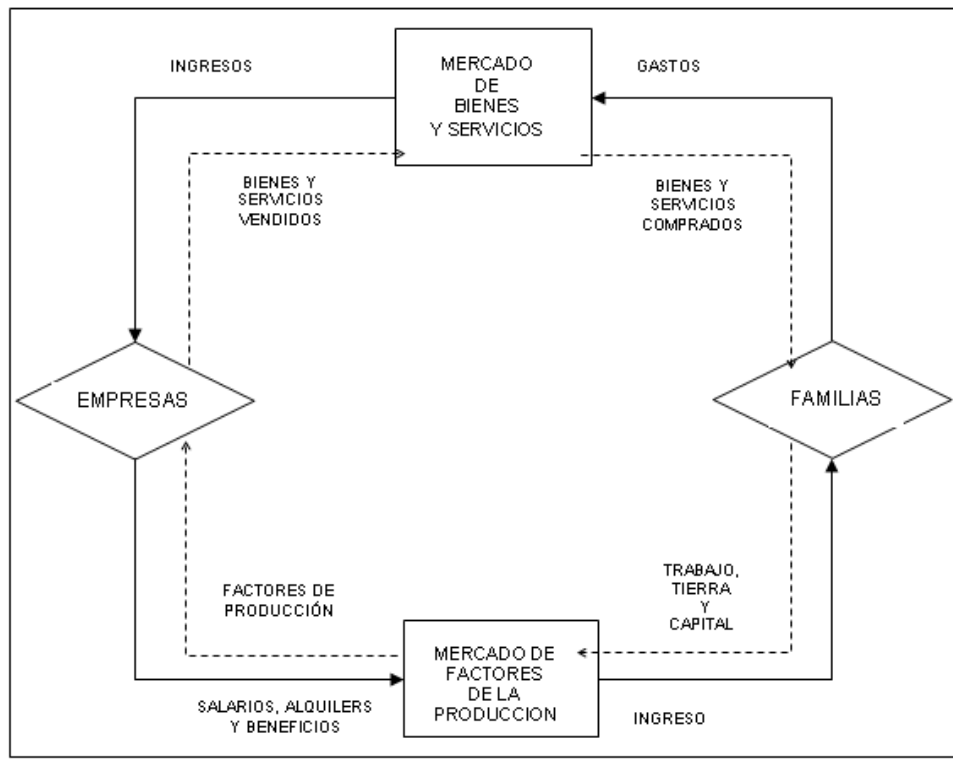 INGRESOS
MERCADO
DE
BIENES
Y SERVICIOS
GASTOS
BIENES Y
SERVICIOS
VENDIDOS
BIENES Y
SERVICIOS
COMPRADOS
EMPRESAS
FAMILIAS
FACTORES DE
PRODUCCIÓN
TRABAJO,
TIERRA
Y
CAPITAL
MERCADO DE
FACTORES
DE LA
PRODUCCION
SALARIOS, ALQUILERS
Y BENEFICIOS
INGRESO